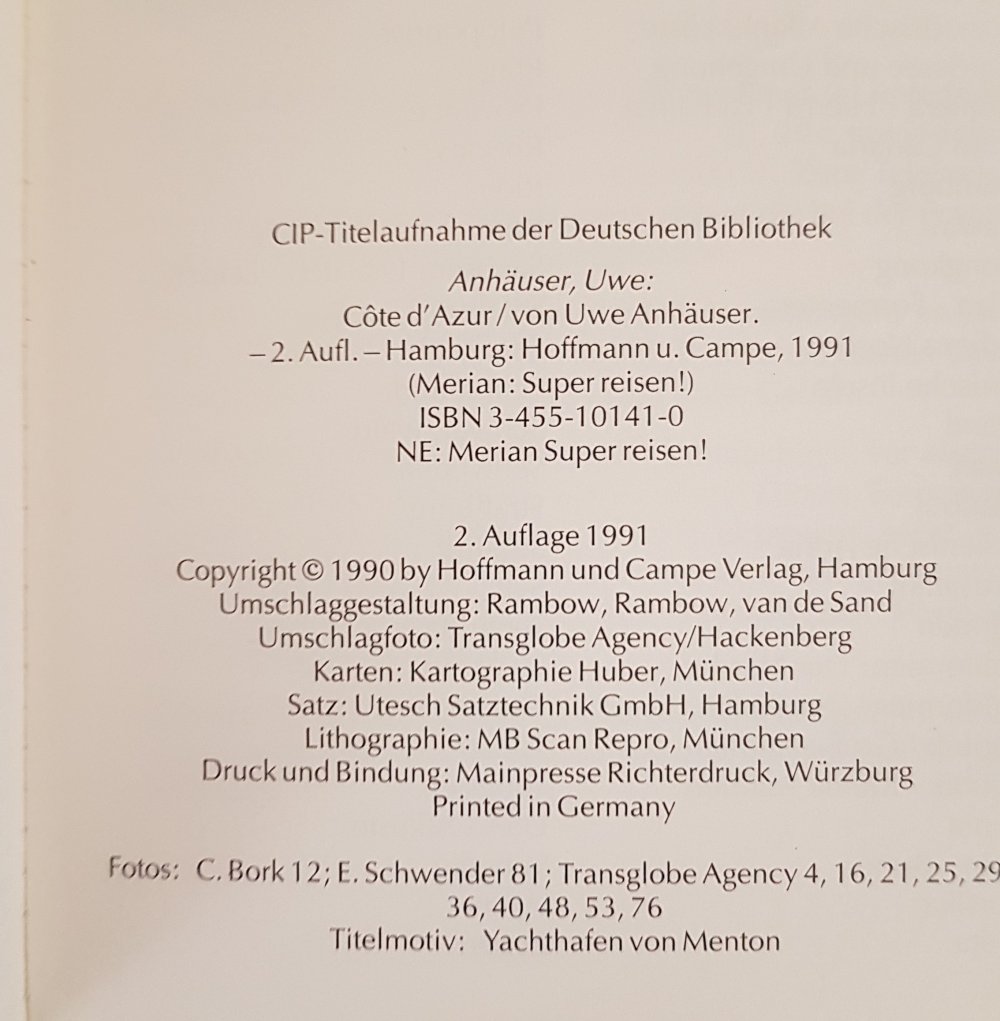 CIP-Titelaufnahme der Deutschen Bibliothek
Anhäuser, Uwe:
Côte d'Azur / von Uwe Anhäuser.
– 2. Aufl. – Hamburg: Hoffmann u. Campe, 1991
(Merian: Super reisen!)
ISBN 3-455-10141-0
NE: Merian Super reisen!
2. Auflage 1991
Copyright © 1990 by Hoffmann und Campe Verlag, Hamburg
Umschlaggestaltung: Rambow, Rambow, van de Sand
Umschlagfoto: Transglobe Agency/Hackenberg
Karten: Kartographie Huber, München
Satz: Utesch Satztechnik GmbH, Hamburg
Lithographie: MB Scan Repro, München
Druck und Bindung: Mainpresse Richterdruck, Würzburg
Printed in Germany
Fotos: C. Bork 12; E. Schwender 81; Transglobe Agency 4, 16, 21, 25, 29
36, 40, 48, 53, 76
Titelmotiv: Yachthafen von Menton